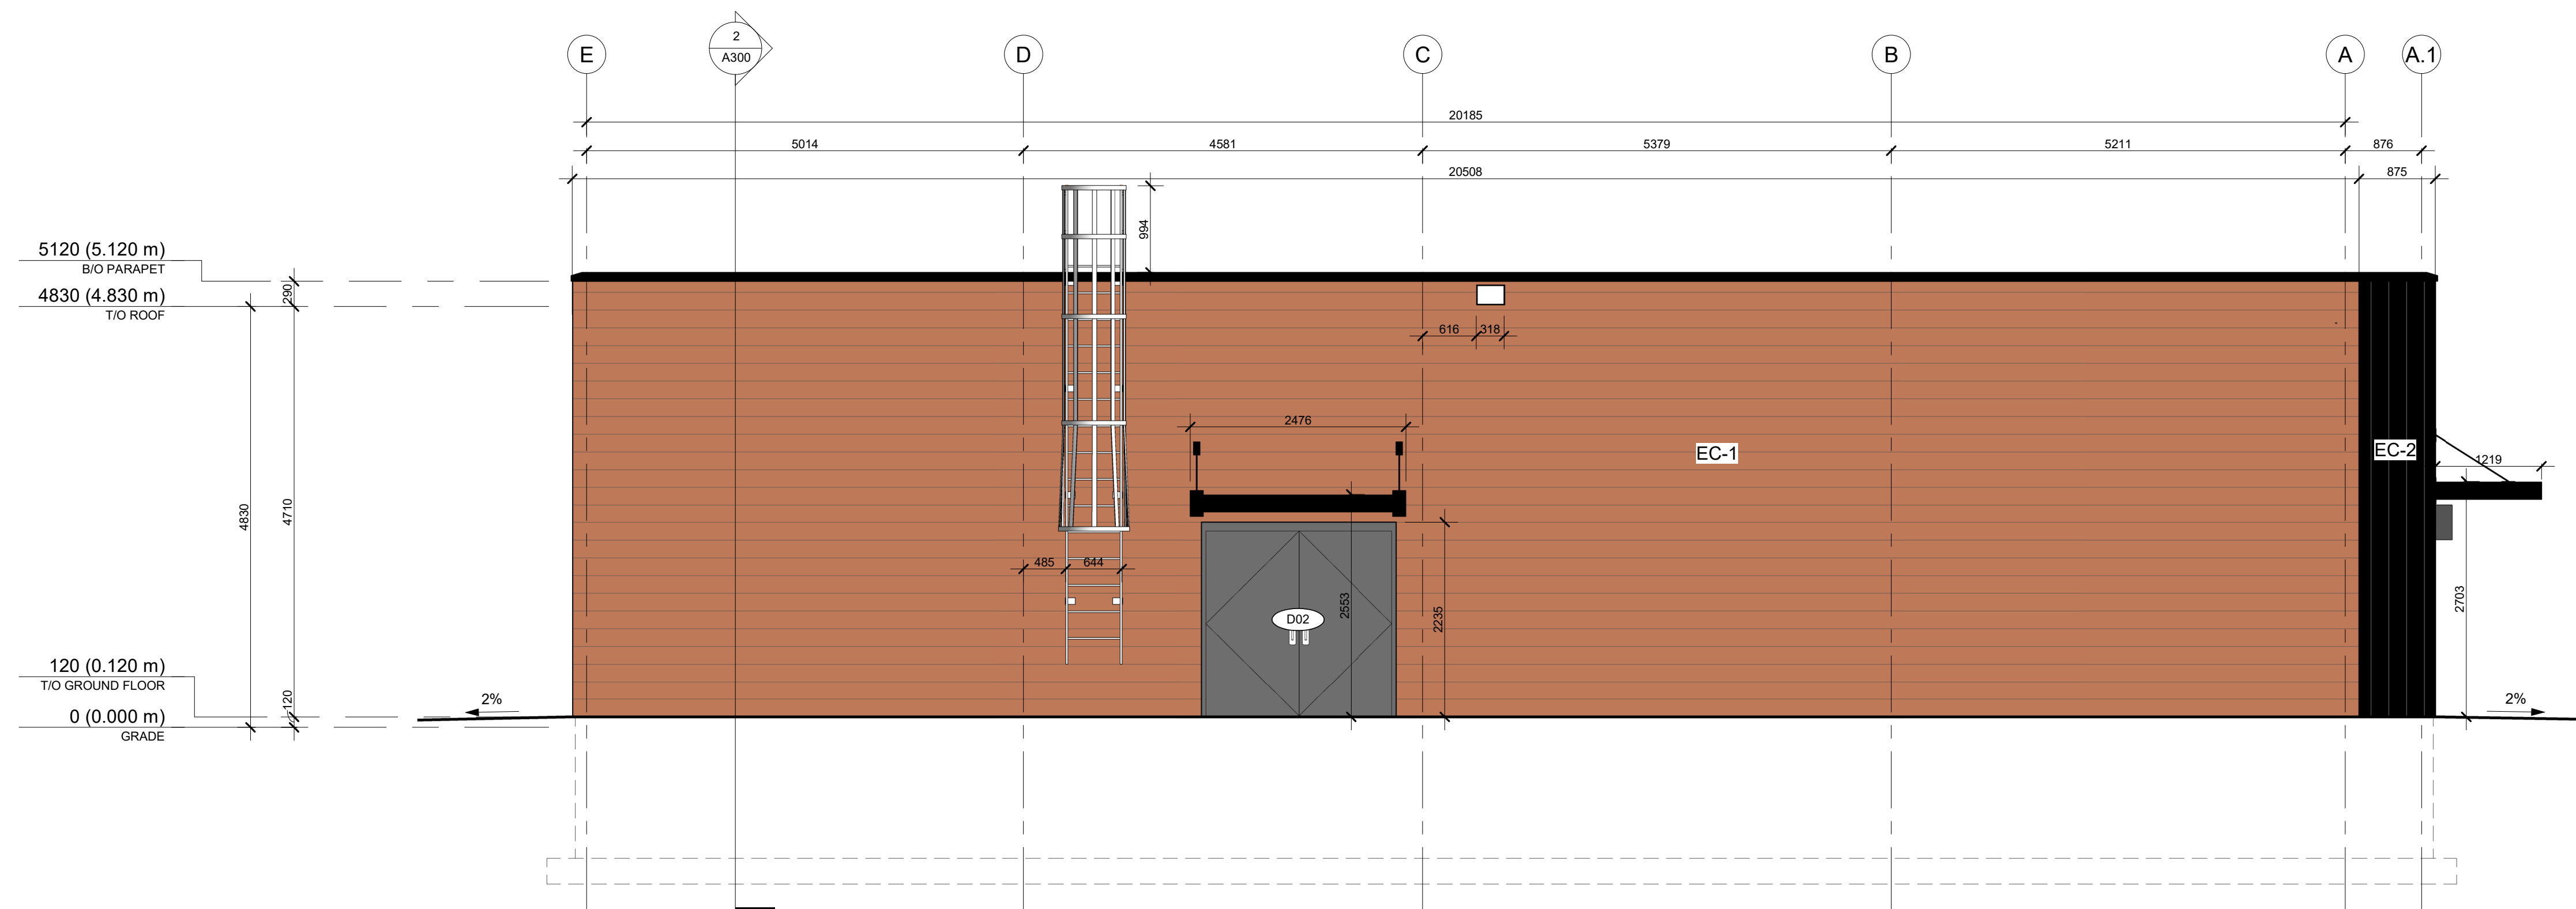 2
E
D
C
B
A
A.1
A300
20185
5014
4581
5379
5211
876
20508
875
994
5120 (5.120 m)
B/O PARAPET
290
4830 (4.830 m)
T/O ROOF
616
318
2476
EC-1
EC-2
1219
4830
4710
485
644
2553
2235
2703
D02
120 (0.120 m)
T/O GROUND FLOOR
120
2%
2%
0 (0.000 m)
GRADE